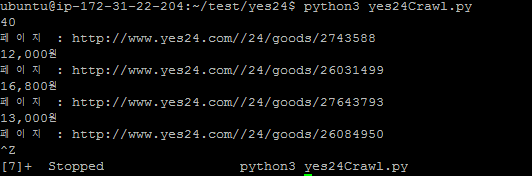 ubuntu@ip-172-31-22-204:~/test/yes24$ python3 yes24Crawl.py
40
페이지 : http://www.yes24.com//24/goods/2743588
12,000원
페이지 : http://www.yes24.com//24/goods/26031499
16,800원
페이지 : http://www.yes24.com//24/goods/27643793
13,000원
페이지 : http://www.yes24.com//24/goods/26084950
^Z
[7]+  Stopped                 python3 yes24Crawl.py